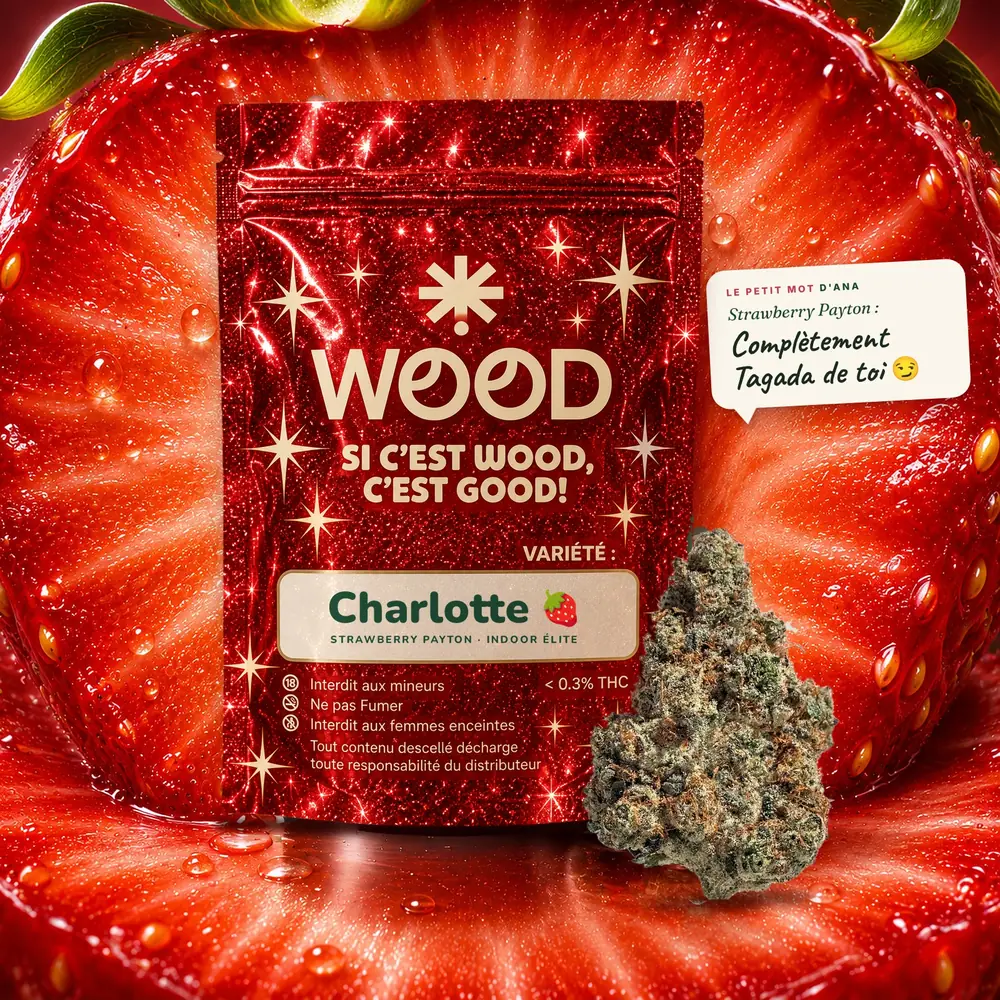 WOOD
SI C'EST WOOD,
C'EST GOOD!
VARIÉTÉ :
Charlotte 🍓
STRAWBERRY PAYTON · INDOOR ÉLITE
18 Interdit aux mineurs
< 0.3% THC
Ne pas Fumer
Interdit aux femmes enceintes
Tout contenu descellé décharge
toute responsabilité du distributeur
LE PETIT MOT D'ANA
Strawberry Payton :
Complètement
Tagada de toi 😏